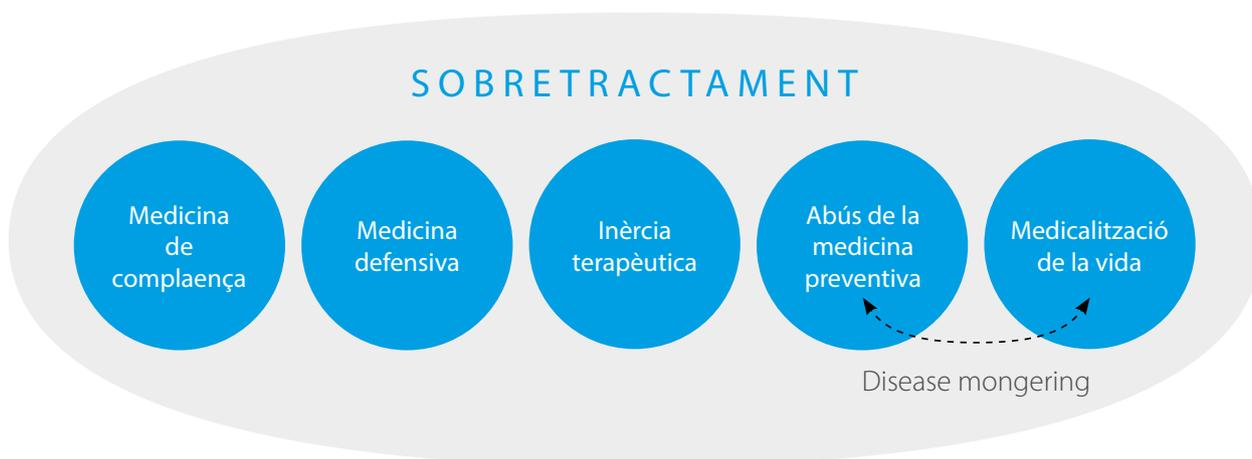 SOBRETRACTAMENT
Medicina
de
complaença
Medicina
defensiva
Inèrcia
terapèutica
Abús de la
medicina
preventiva
Medicalització
de la vida
Disease mongering